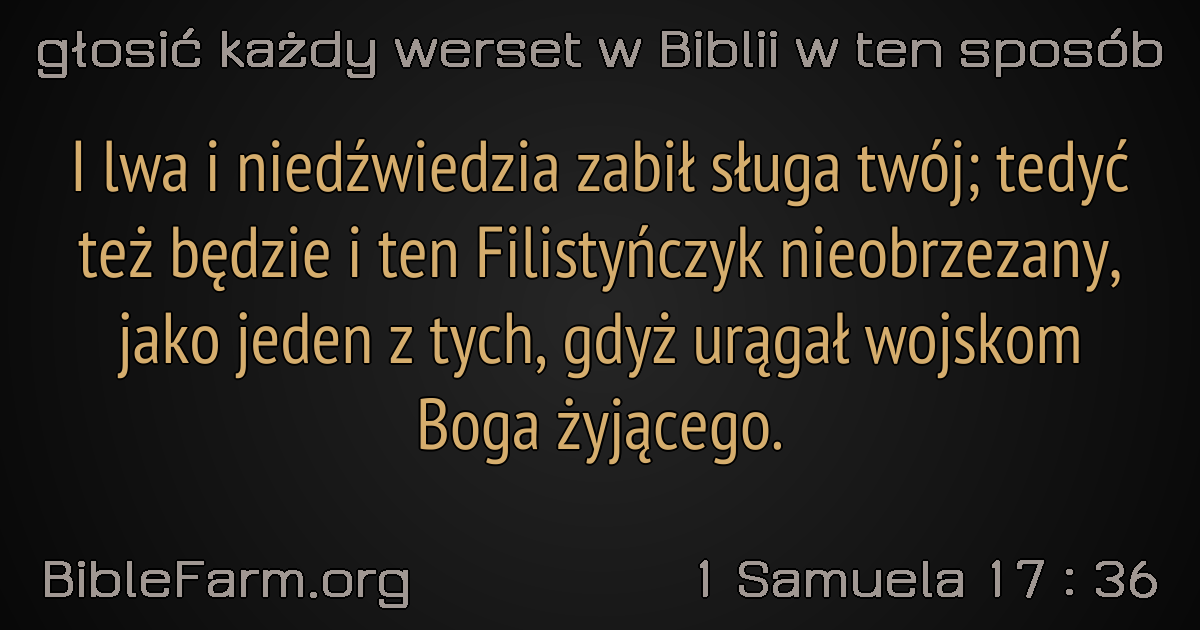 głosić każdy werset w Biblii w ten sposób
I lwa i niedźwiedzia zabił sługa twój; tedyć
też będzie i ten Filistyńczyk nieobrzezany,
jako jeden z tych, gdyż urągał wojskom
Boga żyjącego.
BibleFarm.org
1 Samuela 17 : 36